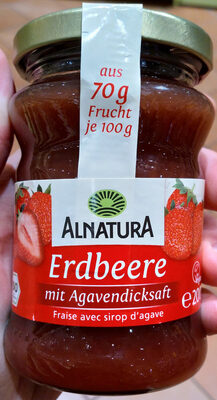 aus
70 g
Frucht
je 100 g
ALNATURA
Erdbeere
mit Agavendicksaft
Fraise avec sirop d'agave